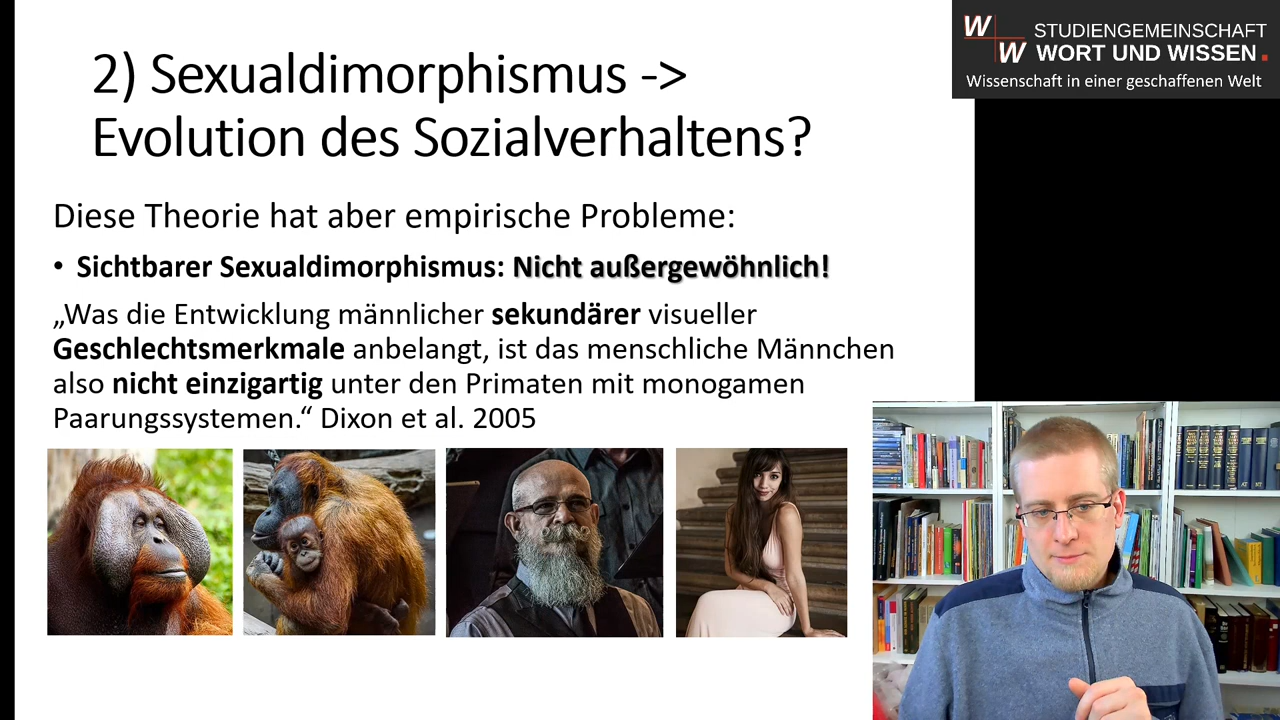 2) Sexualdimorphismus ->
Evolution des Sozialverhaltens?
Diese Theorie hat aber empirische Probleme:
• Sichtbarer Sexualdimorphismus: Nicht außergewöhnlich!
„Was die Entwicklung männlicher sekundärer visueller
Geschlechtsmerkmale anbelangt, ist das menschliche Männchen
also nicht einzigartig unter den Primaten mit monogamen
Paarungssystemen.“ Dixon et al. 2005
W
W
STUDIENGEMEINSCHAFT
WORT UND WISSEN.
Wissenschaft in einer geschaffenen Welt